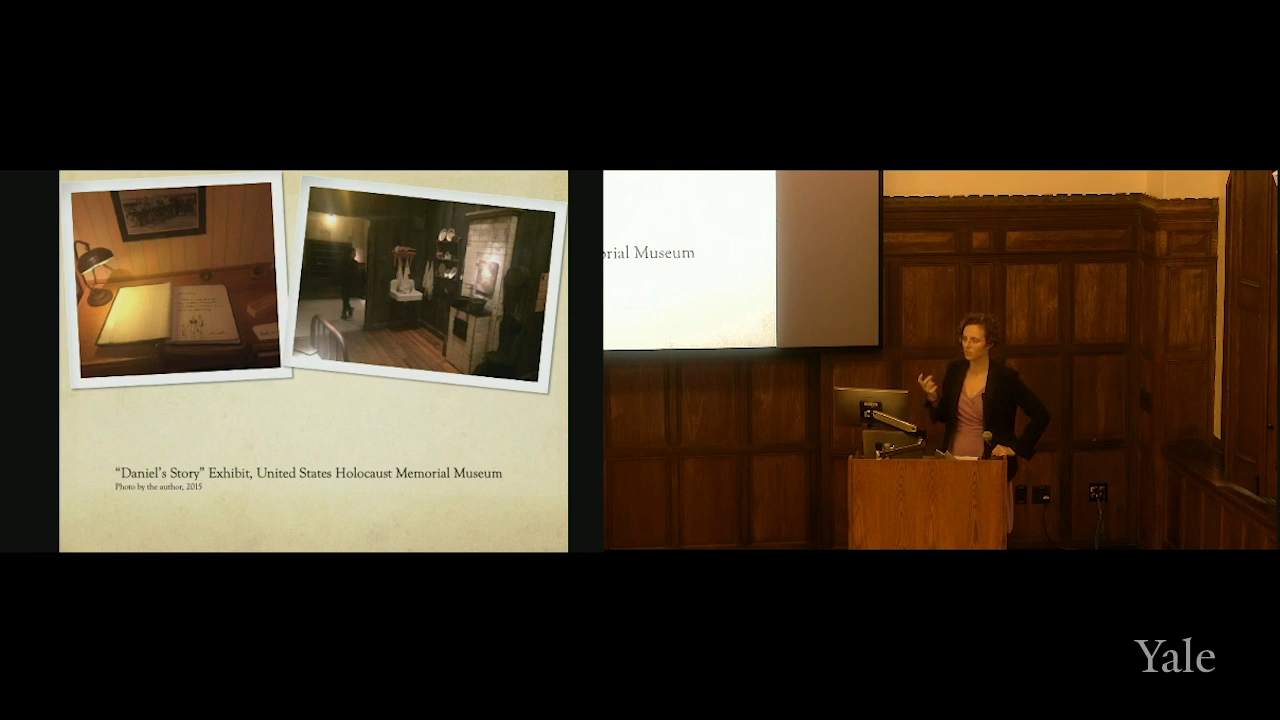 “Daniel’s Story” Exhibit, United States Holocaust Memorial Museum
Photo by the author, 2015
orial Museum
Yale